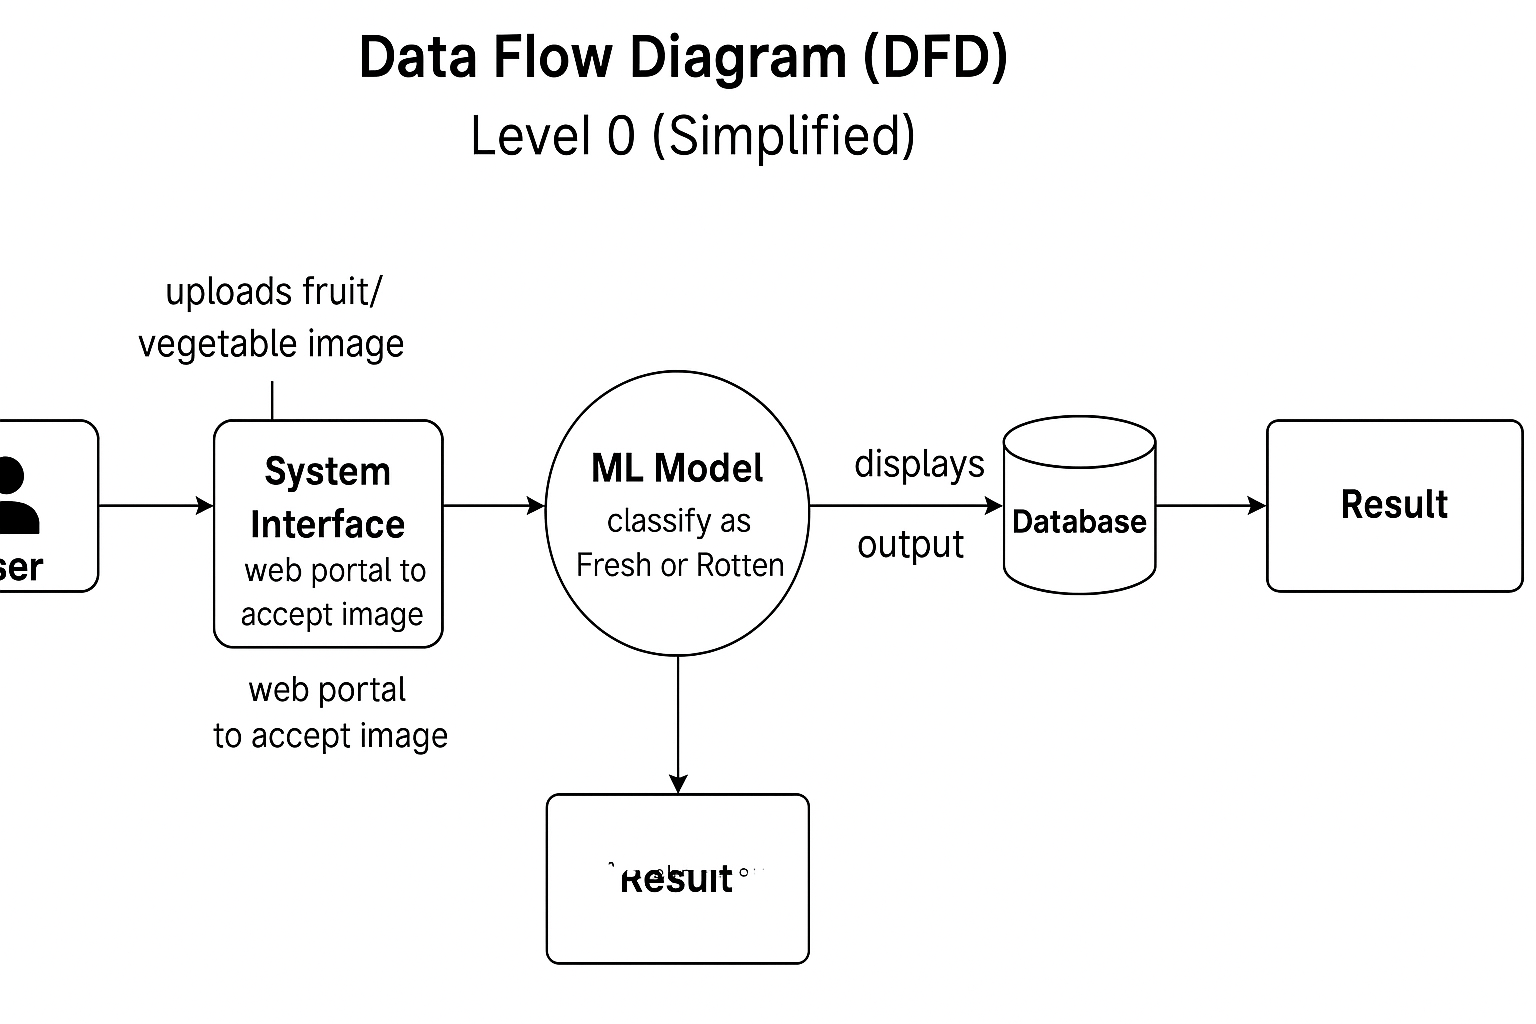 Data Flow Diagram (DFD)
Level 0 (Simplified)
uploads fruit/
vegetable image
ser
System
Interface
web portal to
accept image
web portal
to accept image
ML Model
classify as
Fresh or Rotten
displays
output
Database
Result
Result